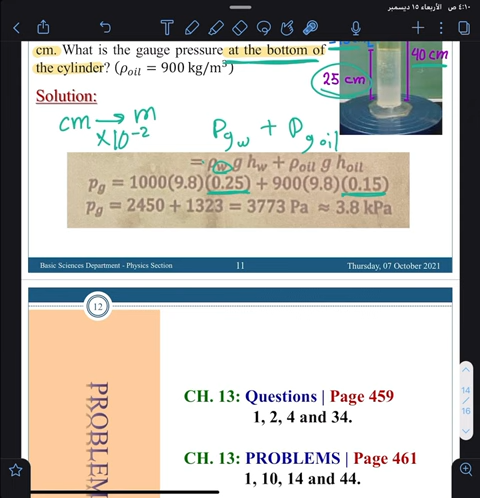 ٤:١٠ ص الأربعاء ١٥ ديسمبر
cm. What is the gauge pressure at the bottom of
the cylinder? (ρoil = 900 kg/m³)
40 cm
25 cm
Solution:
cm → m
×10⁻²
Pgw + Pg oil
= ρw g hw + ρoil g hoil
pg = 1000(9.8)(0.25) + 900(9.8)(0.15)
pg = 2450 + 1323 = 3773 Pa ≈ 3.8 kPa
Basic Sciences Department - Physics Section 11 Thursday, 07 October 2021
12
PROBLEM
CH. 13: Questions | Page 459
1, 2, 4 and 34.
CH. 13: PROBLEMS | Page 461
1, 10, 14 and 44.
14
/
16